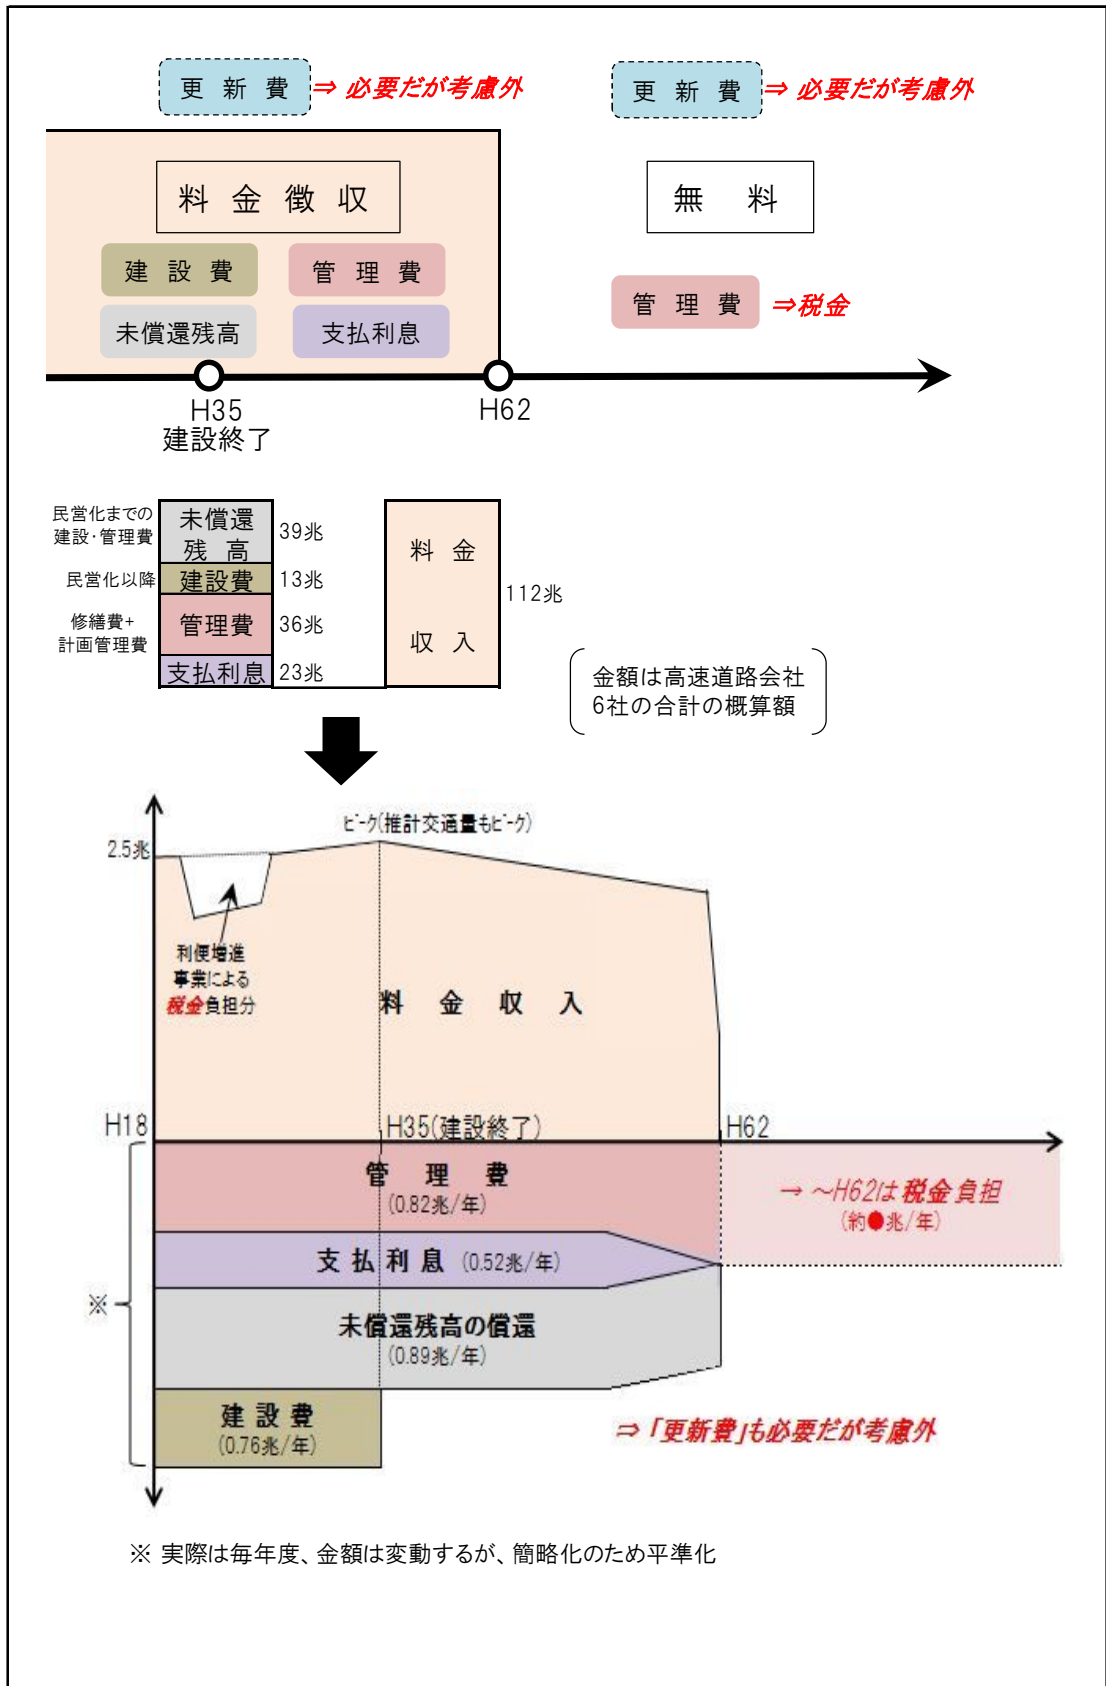 更 新 費 ⇒ 必要だが考慮外
更 新 費 ⇒ 必要だが考慮外
料 金 徴 収
無 料
建 設 費
管 理 費
管 理 費 ⇒税金
未償還残高
支払利息
H35
建設終了
H62
民営化までの
建設・管理費
未償還
残 高
39兆
民営化以降
建設費
13兆
修繕費+
計画管理費
管理費
36兆
支払利息
23兆
料 金
収 入
112兆
金額は高速道路会社
6社の合計の概算額
ピーク(推計交通量もピーク)
2.5兆
利便増進
事業による
税金負担分
料 金 収 入
H18
H35(建設終了)
H62
管 理 費
(0.82兆/年)
→ ～H62は税金負担
(約●兆/年)
支 払 利 息 (0.52兆/年)
※
未償還残高の償還
(0.89兆/年)
建 設 費
(0.76兆/年)
⇒「更新費」も必要だが考慮外
※ 実際は毎年度、金額は変動するが、簡略化のため平準化